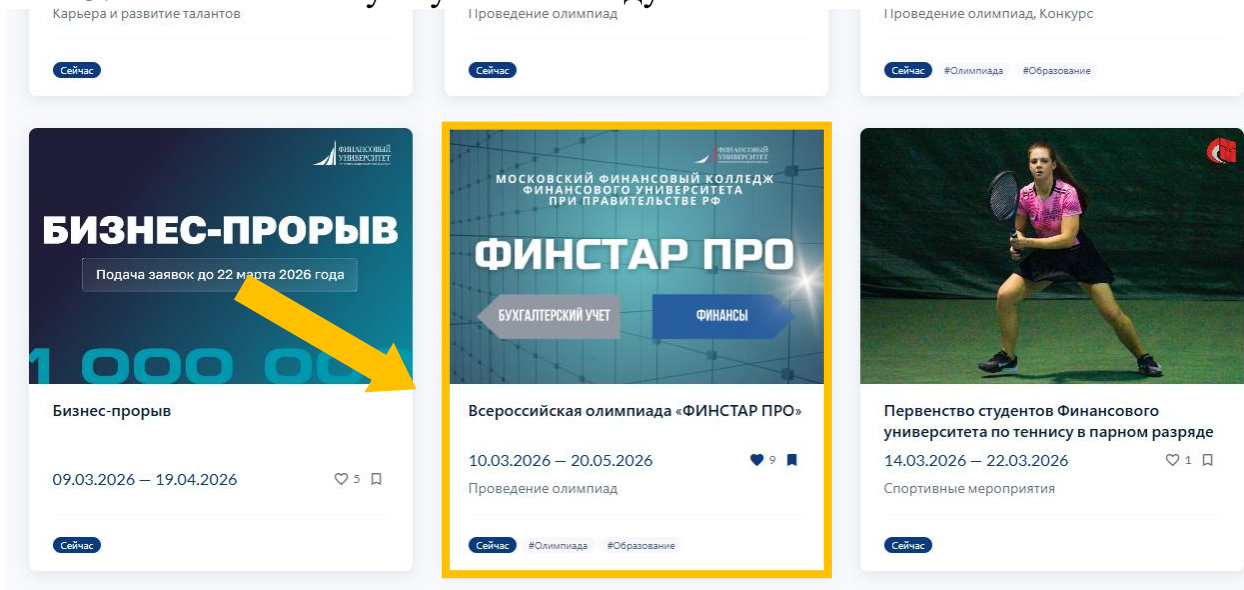 Карьера и развитие талантов
Проведение олимпиад
Проведение олимпиад, Конкурс
Сейчас
Сейчас
Сейчас #Олимпиада #Образование
ФИНАНСОВЫЙ
УНИВЕРСИТЕТ
БИЗНЕС-ПРОРЫВ
Подача заявок до 22 марта 2026 года
1 000 00
Бизнес-прорыв
09.03.2026 — 19.04.2026
5
Сейчас
ФИНАНСОВЫЙ
УНИВЕРСИТЕТ
МОСКОВСКИЙ ФИНАНСОВЫЙ КОЛЛЕДЖ
ФИНАНСОВОГО УНИВЕРСИТЕТА
ПРИ ПРАВИТЕЛЬСТВЕ РФ
ФИНСТАР ПРО
БУХГАЛТЕРСКИЙ УЧЕТ
ФИНАНСЫ
Всероссийская олимпиада «ФИНСТАР ПРО»
10.03.2026 — 20.05.2026
9
Проведение олимпиад
Сейчас #Олимпиада #Образование
Первенство студентов Финансового
университета по теннису в парном разряде
14.03.2026 — 22.03.2026
1
Спортивные мероприятия
Сейчас